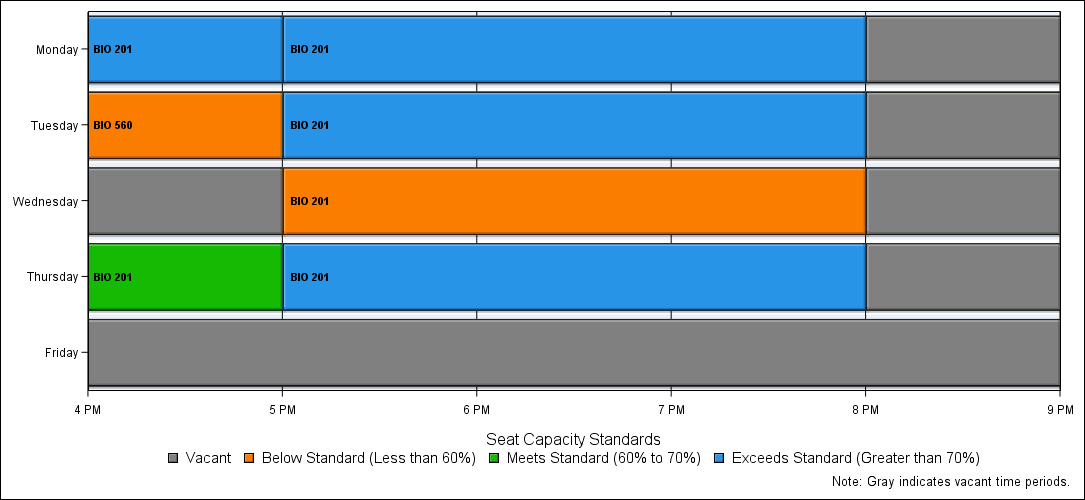 Monday BIO 201 BIO 201
Tuesday BIO 560 BIO 201
Wednesday BIO 201
Thursday BIO 201 BIO 201
Friday
4 PM 5 PM 6 PM 7 PM 8 PM 9 PM
Seat Capacity Standards
Vacant Below Standard (Less than 60%) Meets Standard (60% to 70%) Exceeds Standard (Greater than 70%)
Note: Gray indicates vacant time periods.